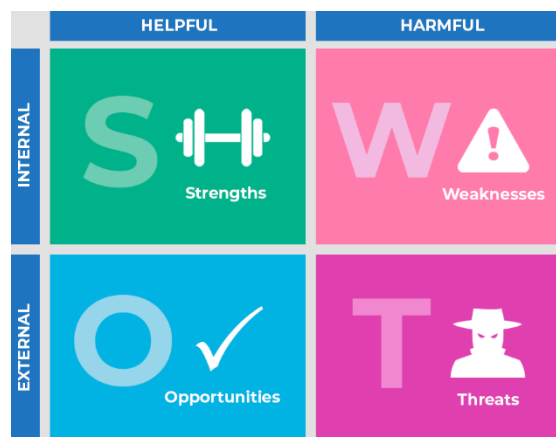 HELPFUL
HARMFUL
INTERNAL
S
Strengths
W
Weaknesses
EXTERNAL
O
Opportunities
T
Threats